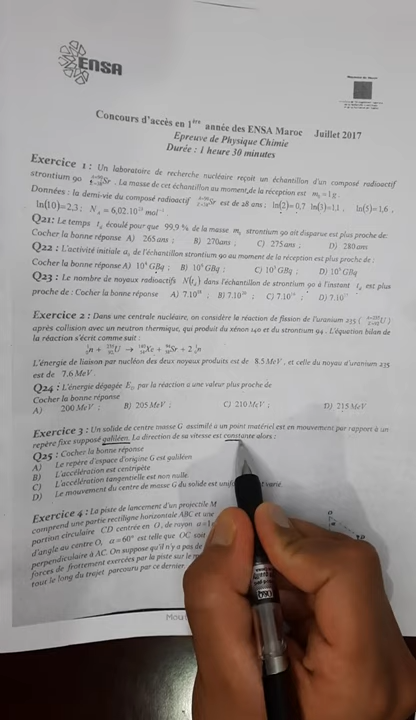 ENSA
Concours d'accès en 1ère année des ENSA Maroc Juillet 2017
Epreuve de Physique Chimie
Durée : 1 heure 30 minutes
Exercice 1 : Un laboratoire de recherche nucléaire reçoit un échantillon d'un composé radioactif
strontium 90 Sr . La masse de cet échantillon au moment de la réception est m₀ = 1g .
Données : la demi-vie du composé radioactif Sr est de 28 ans ; ln(2)=0,7 ln(3)=1,1 , ln(5)=1,6 ,
ln(10)=2,3 ; N_A = 6,02.10²³ mol⁻¹
Q21: Le temps écoulé pour que 99,9 % de la masse m₀ strontium 90 ait disparue est plus proche de:
Cocher la bonne réponse A) 265ans ; B) 270ans ; C) 275ans ; D) 280ans
Q22 : L'activité initiale a₀ de l'échantillon strontium 90 au moment de la réception est plus proche de :
Cocher la bonne réponse A) GBq ; B) GBq ; C) GBq ; D) GBq
Q23 : Le nombre de noyaux radioactifs dans l'échantillon de strontium 90 à l'instant est plus
proche de : Cocher la bonne réponse A) B) C) D)
Exercice 2 : Dans une centrale nucléaire, on considère la réaction de fission de l'uranium 235
après collision avec un neutron thermique, qui produit du xénon 140 et du strontium 94. L'équation bilan de
la réaction s'écrit comme suit :
n + U → Xe + Sr + 2 n
L'énergie de liaison par nucléon des deux noyaux produits est de 8.5 MeV , et celle du noyau d'uranium 235
est de 7.6 MeV .
Q24 : L'énergie dégagée par la réaction a une valeur plus proche de
Cocher la bonne réponse
A) 200 MeV ; B) 205 MeV ; C) 210 MeV ; D) 215 MeV
Exercice 3 : Un solide de centre masse G assimilé a un point matériel est en mouvement par rapport à un
repère fixe supposé galiléen. La direction de sa vitesse est constante alors :
Q25 : Cocher la bonne réponse
A) Le repère d'espace d'origine G est galiléen
B) L'accélération est centripète
C) L'accélération tangentielle est non nulle
D) Le mouvement du centre de masse G du solide est varié
Exercice 4 : La piste de lancement d'un projectile M
comprend une partie rectiligne horizontale ABC et une
portion circulaire CD centrée en O, de rayon
d'angle au centre O, α=60° est telle que OC soit
perpendiculaire à AC. On suppose qu'il n'y a pas de
forces de frottement exercées par la piste sur le
tout le long du trajet parcouru par ce dernier.